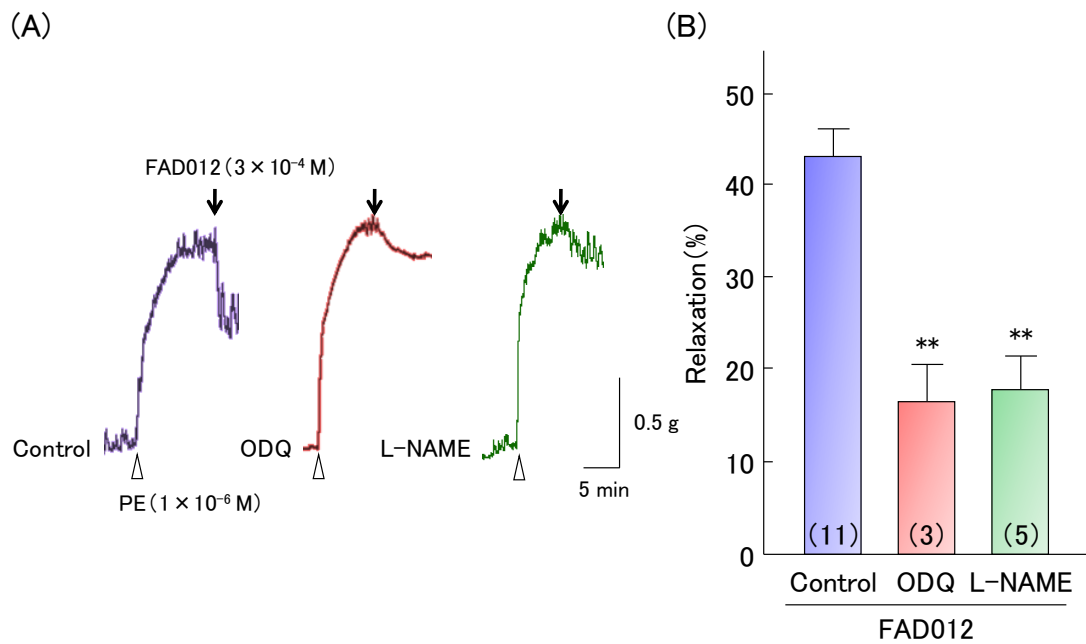 (A)
FAD012(3×10⁻⁴ M)
Control
ODQ
L-NAME
PE(1×10⁻⁶ M)
0.5 g
5 min
(B)
Relaxation(%)
50
40
30
20
10
0
**
**
(11)
(3)
(5)
Control ODQ L-NAME
FAD012